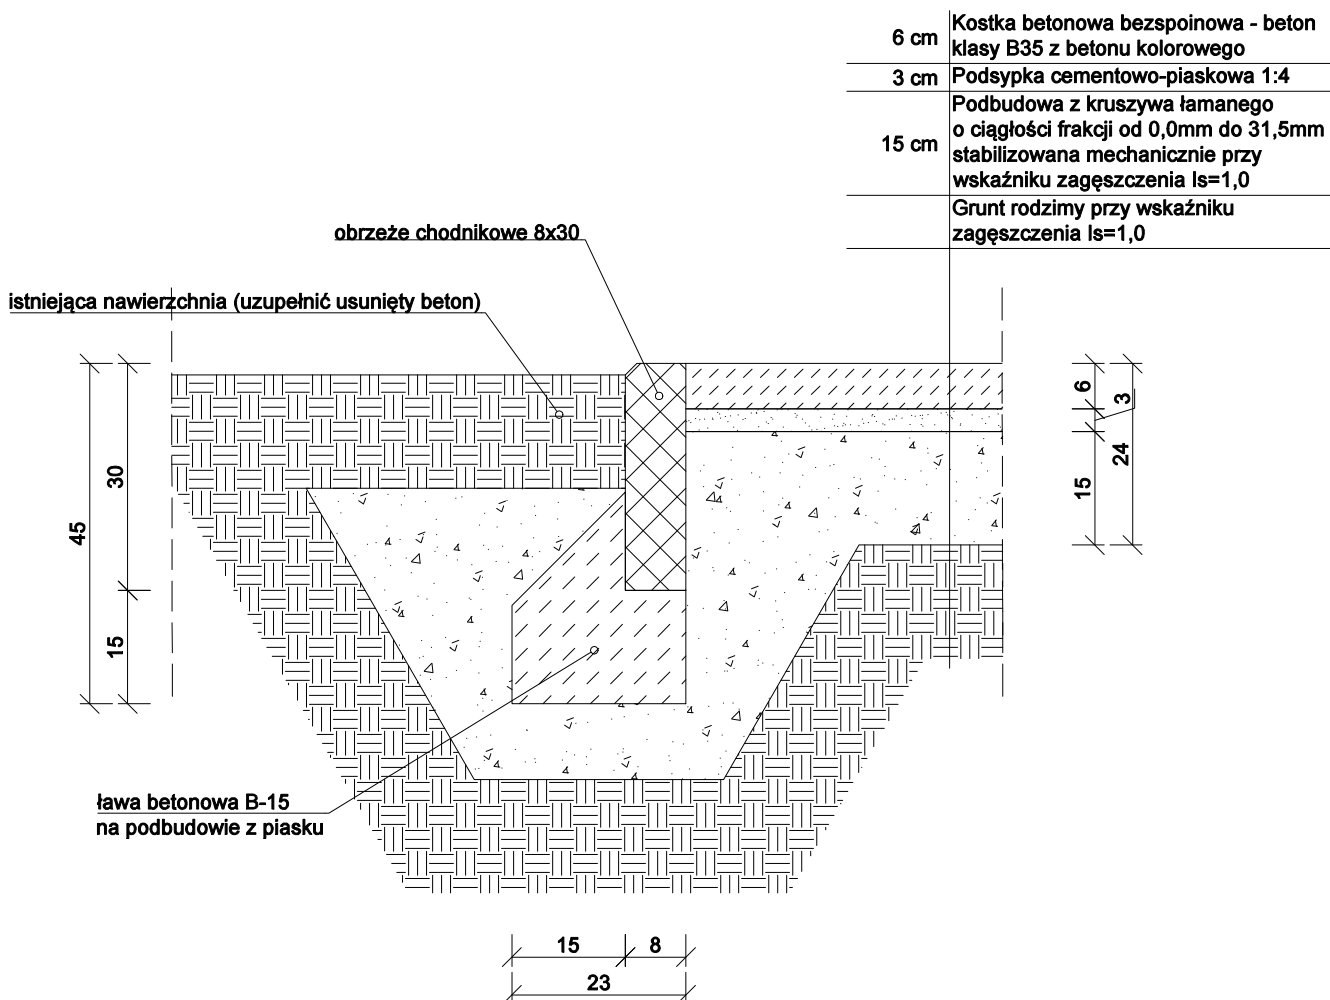 6 cm
Kostka betonowa bezspoinowa - beton
klasy B35 z betonu kolorowego
3 cm
Podsypka cementowo-piaskowa 1:4
15 cm
Podbudowa z kruszywa łamanego
o ciągłości frakcji od 0,0mm do 31,5mm
stabilizowana mechanicznie przy
wskaźniku zagęszczenia Is=1,0
Grunt rodzimy przy wskaźniku
zagęszczenia Is=1,0
obrzeże chodnikowe 8x30
istniejąca nawierzchnia (uzupełnić usunięty beton)
45
30
15
6
3
15
24
ława betonowa B-15
na podbudowie z piasku
15
8
23